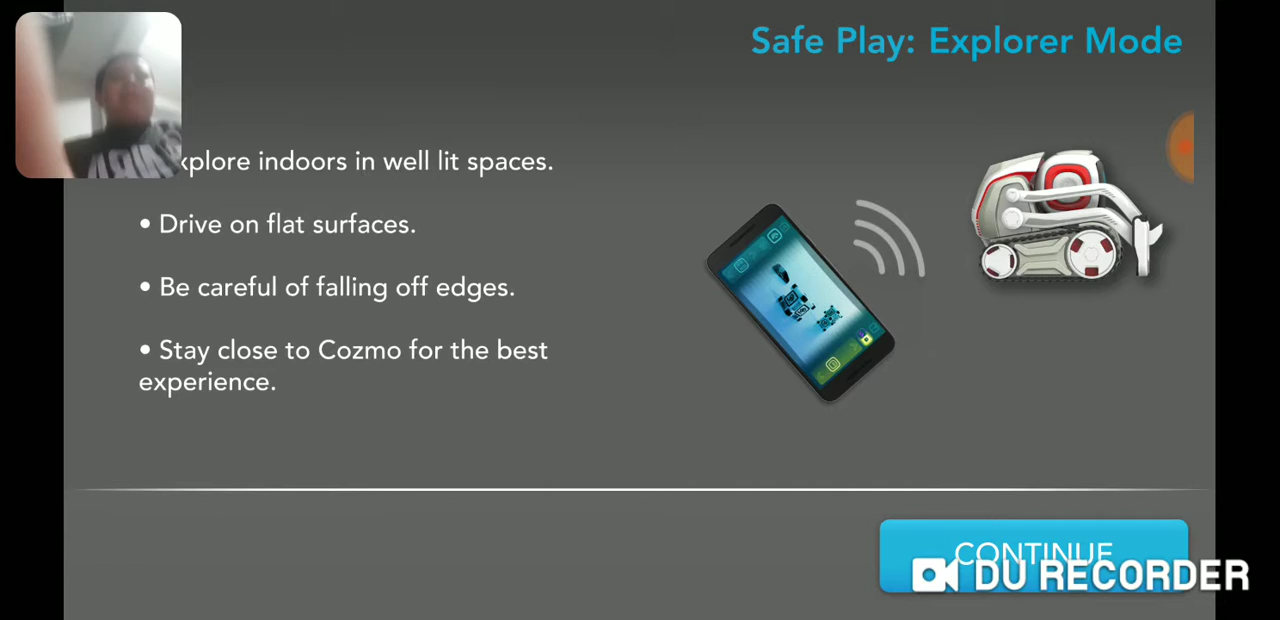 Safe Play: Explorer Mode
indoors in well lit spaces.
• Drive on flat surfaces.
• Be careful of falling off edges.
• Stay close to Cozmo for the best
experience.
CONTINUE
DU RECORDER